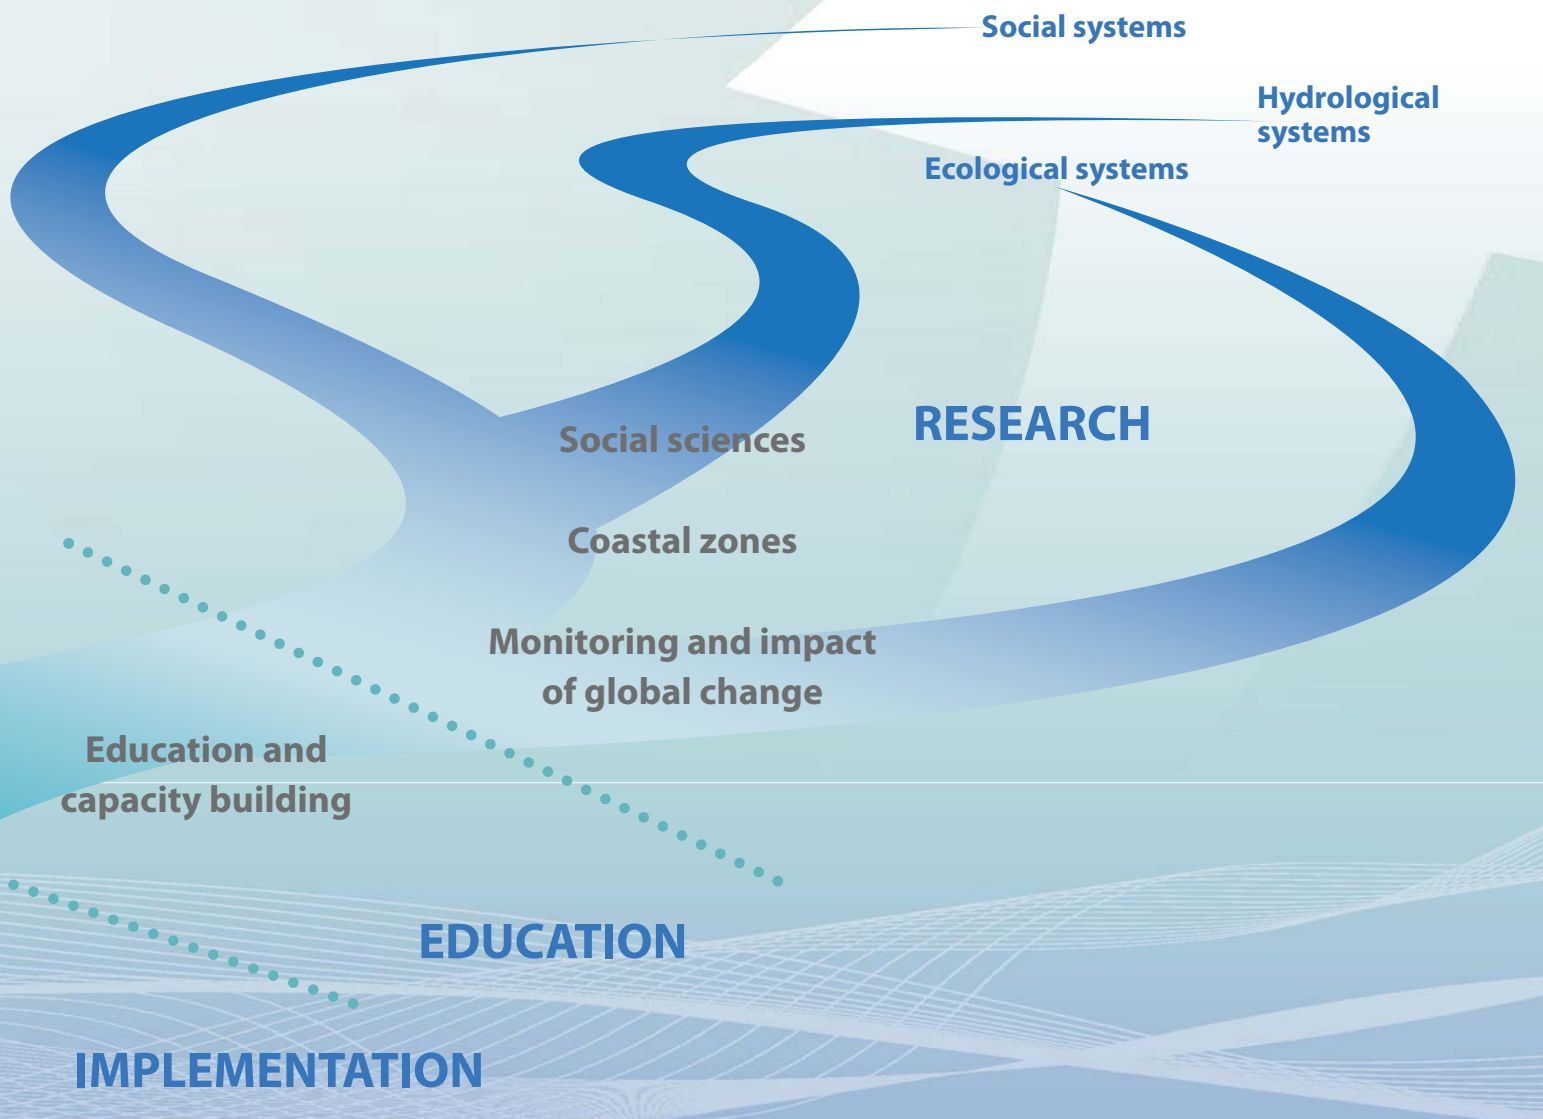 Social systems
Hydrological
systems
Ecological systems
RESEARCH
Social sciences
Coastal zones
Monitoring and impact
of global change
Education and
capacity building
EDUCATION
IMPLEMENTATION